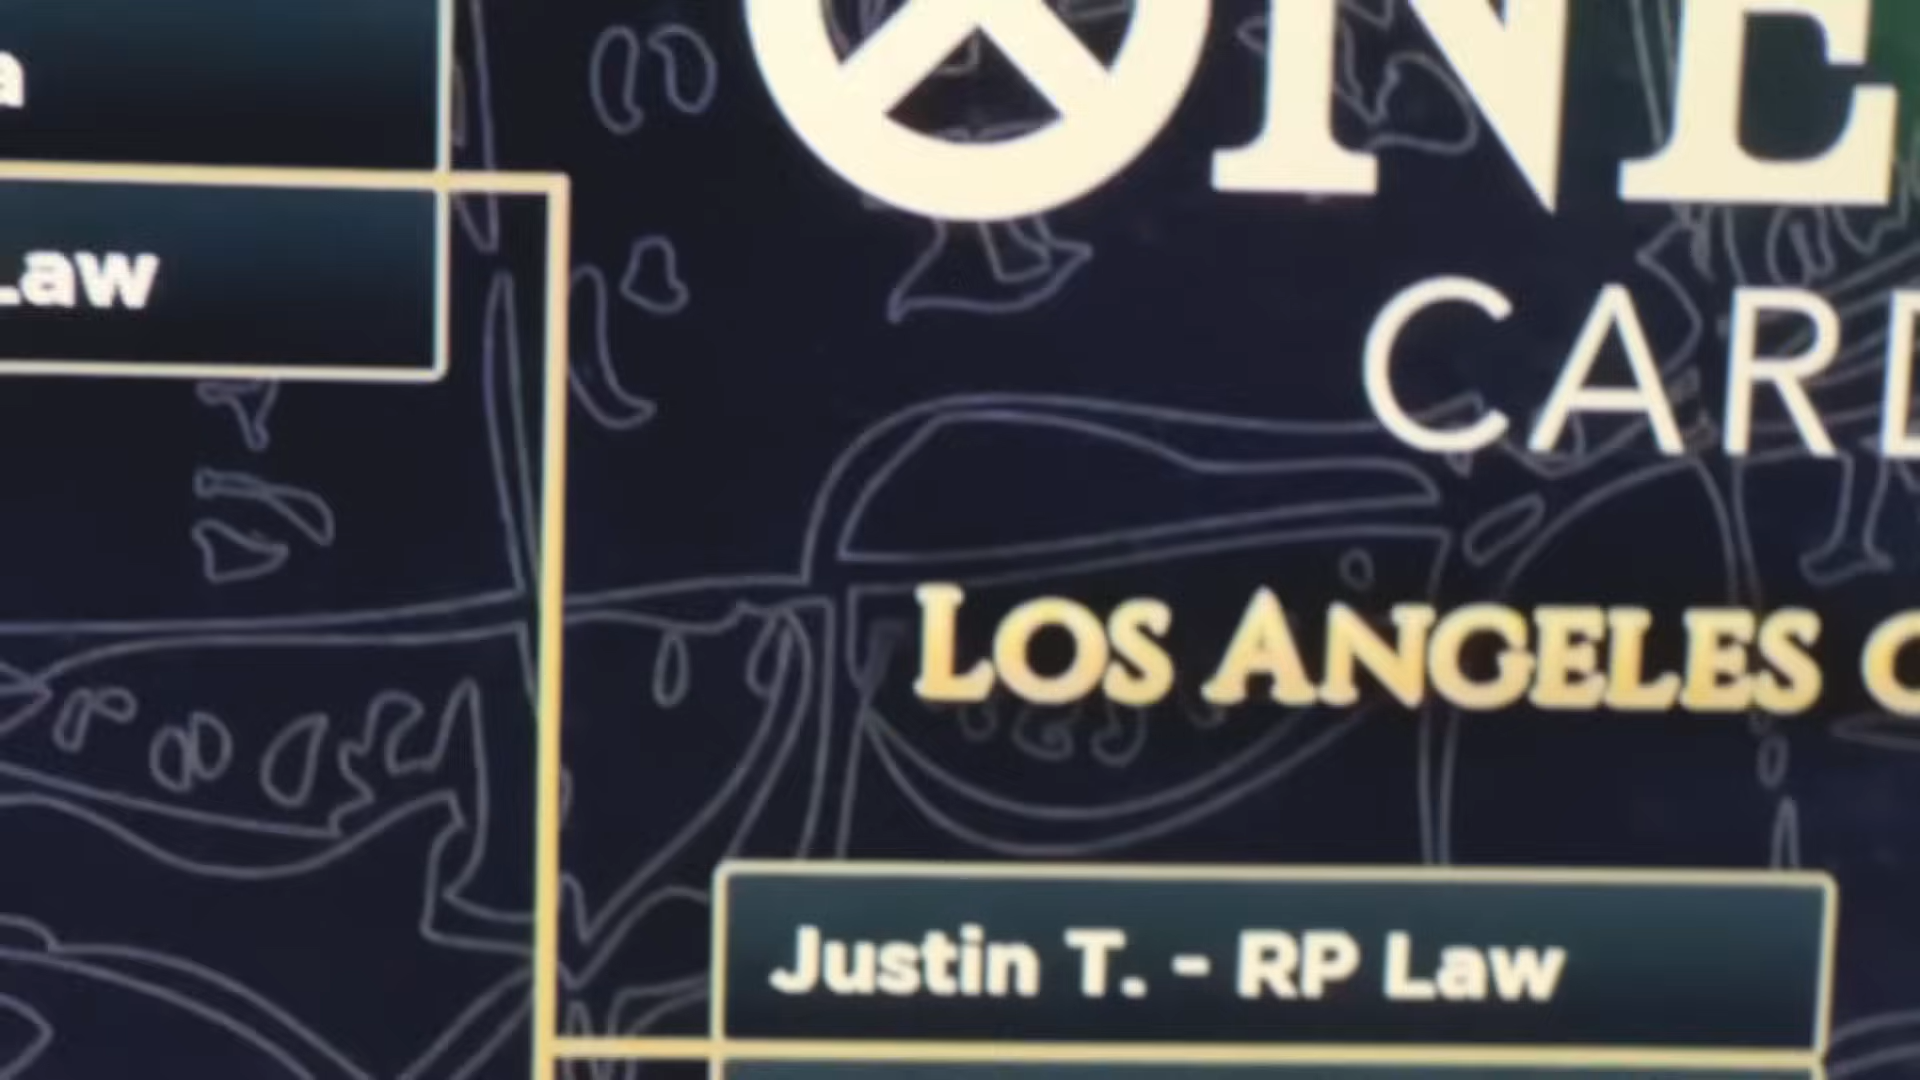 a
Law
ONE
CARD
LOS ANGELES
Justin T. - RP Law